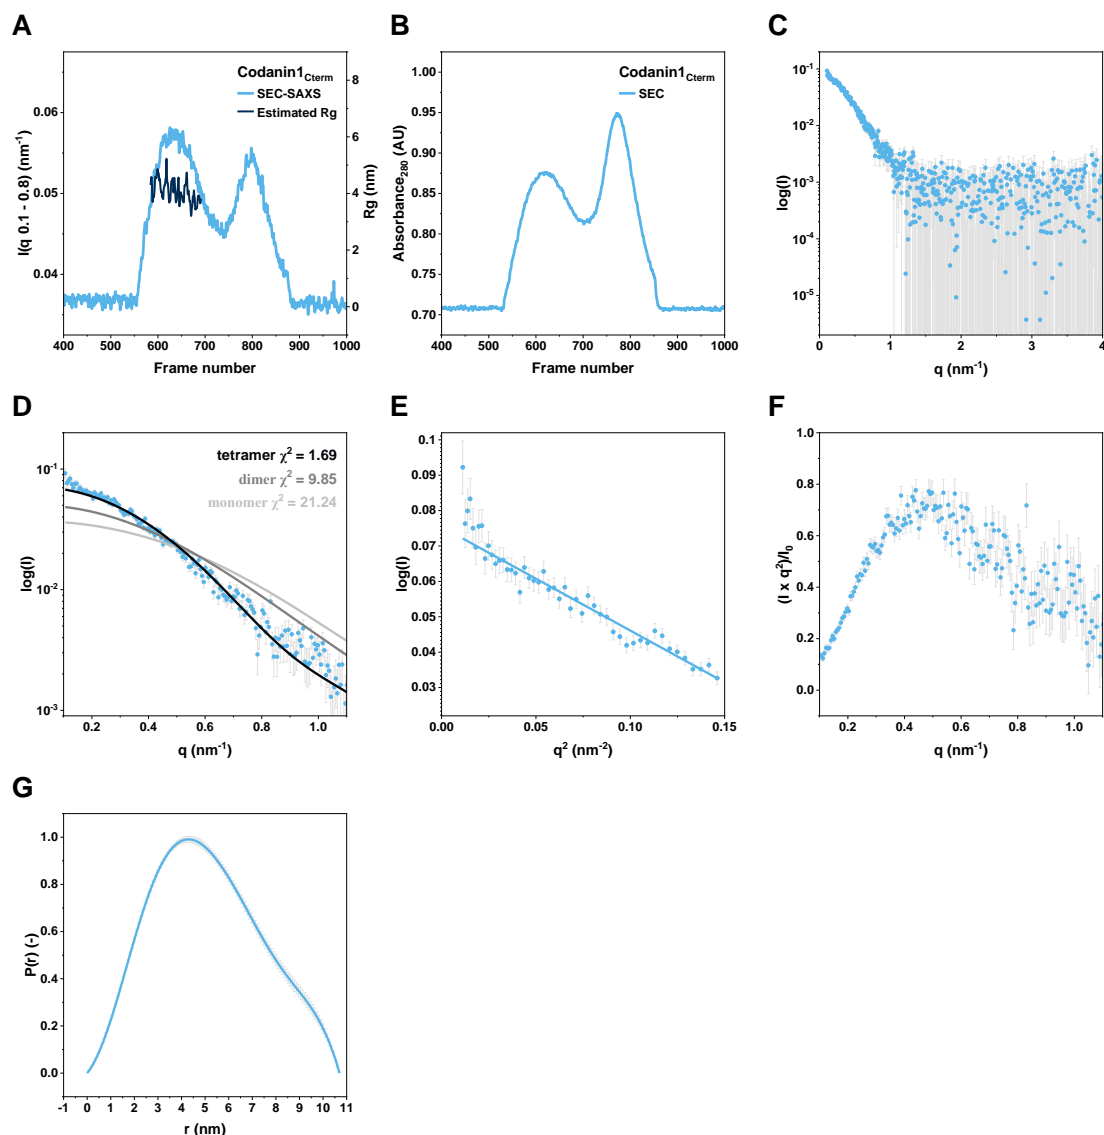 A
Codanin1Cterm
SEC-SAXS
Estimated Rg
I(q 0.1 - 0.8) (nm-1)
0.06
0.05
0.04
8
6
4
2
0
Rg (nm)
400 500 600 700 800 900 1000
Frame number
B
Codanin1Cterm
SEC
Absorbance280 (AU)
1.00
0.95
0.90
0.85
0.80
0.75
0.70
400 500 600 700 800 900 1000
Frame number
C
log(I)
10-1
10-2
10-3
10-4
10-5
0 1 2 3 4
q (nm-1)
D
tetramer χ2 = 1.69
dimer χ2 = 9.85
monomer χ2 = 21.24
log(I)
10-1
10-2
10-3
0.2 0.4 0.6 0.8 1.0
q (nm-1)
E
log(I)
0.1
0.09
0.08
0.07
0.06
0.05
0.04
0.03
0.00 0.05 0.10 0.15
q2 (nm-2)
F
(I x q2)/I0
1.0
0.8
0.6
0.4
0.2
0.0
0.2 0.4 0.6 0.8 1.0
q (nm-1)
G
P(r) (-)
1.0
0.8
0.6
0.4
0.2
0.0
-1 0 1 2 3 4 5 6 7 8 9 10 11
r (nm)